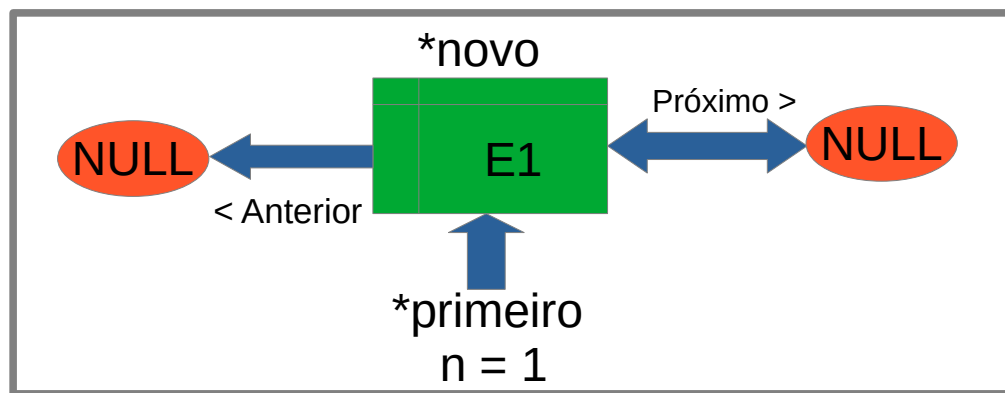 *novo
Próximo >
NULL
E1
NULL
< Anterior
*primeiro
n = 1